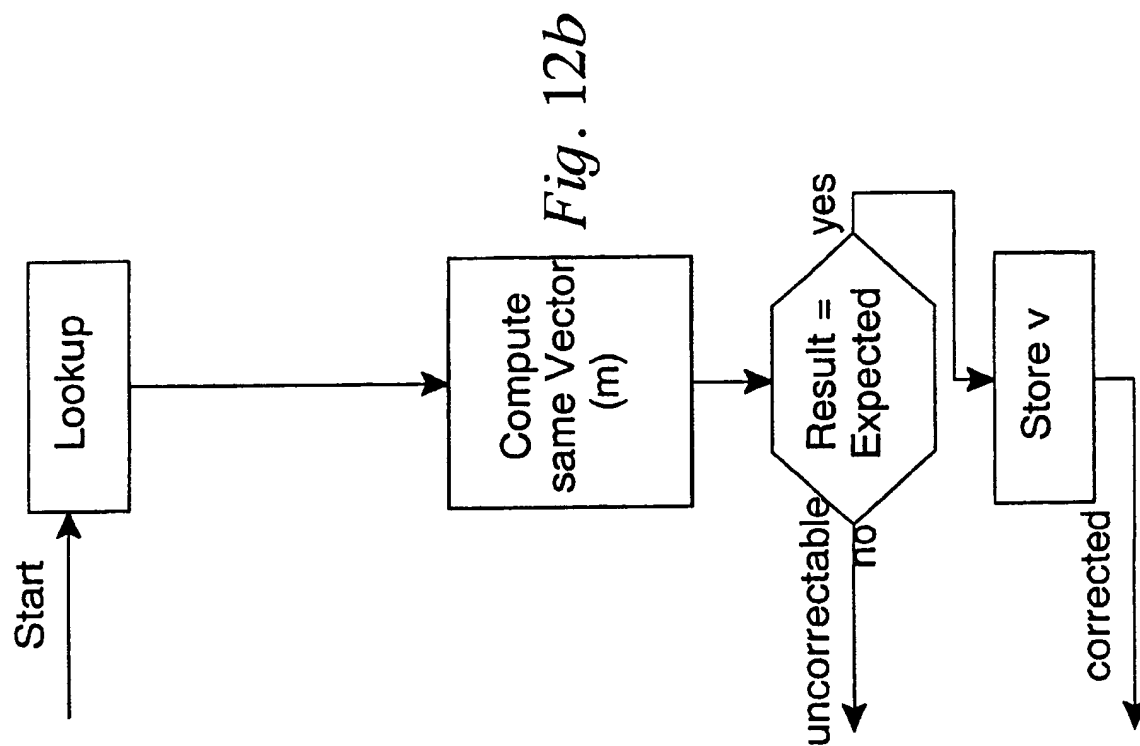 Start
Lookup
Compute
same Vector
(m)
Fig. 12b
Result =
Expected
yes
uncorrectable
no
Store v
corrected